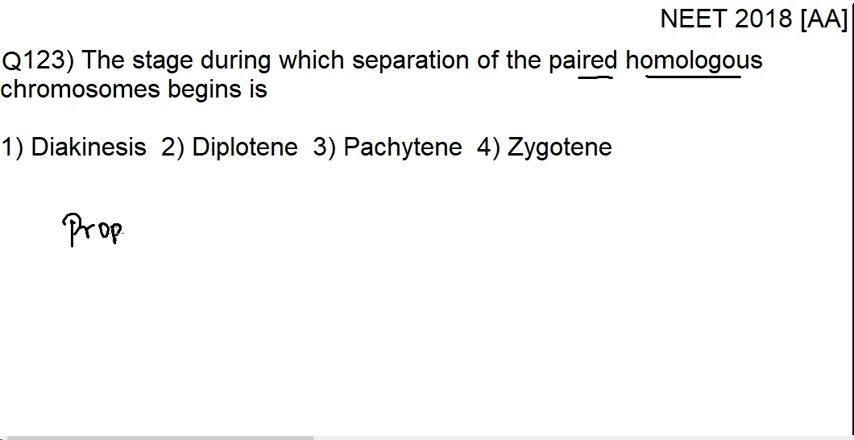 NEET 2018 [AA]
Q123) The stage during which separation of the paired homologous
chromosomes begins is
1) Diakinesis 2) Diplotene 3) Pachytene 4) Zygotene
Prop